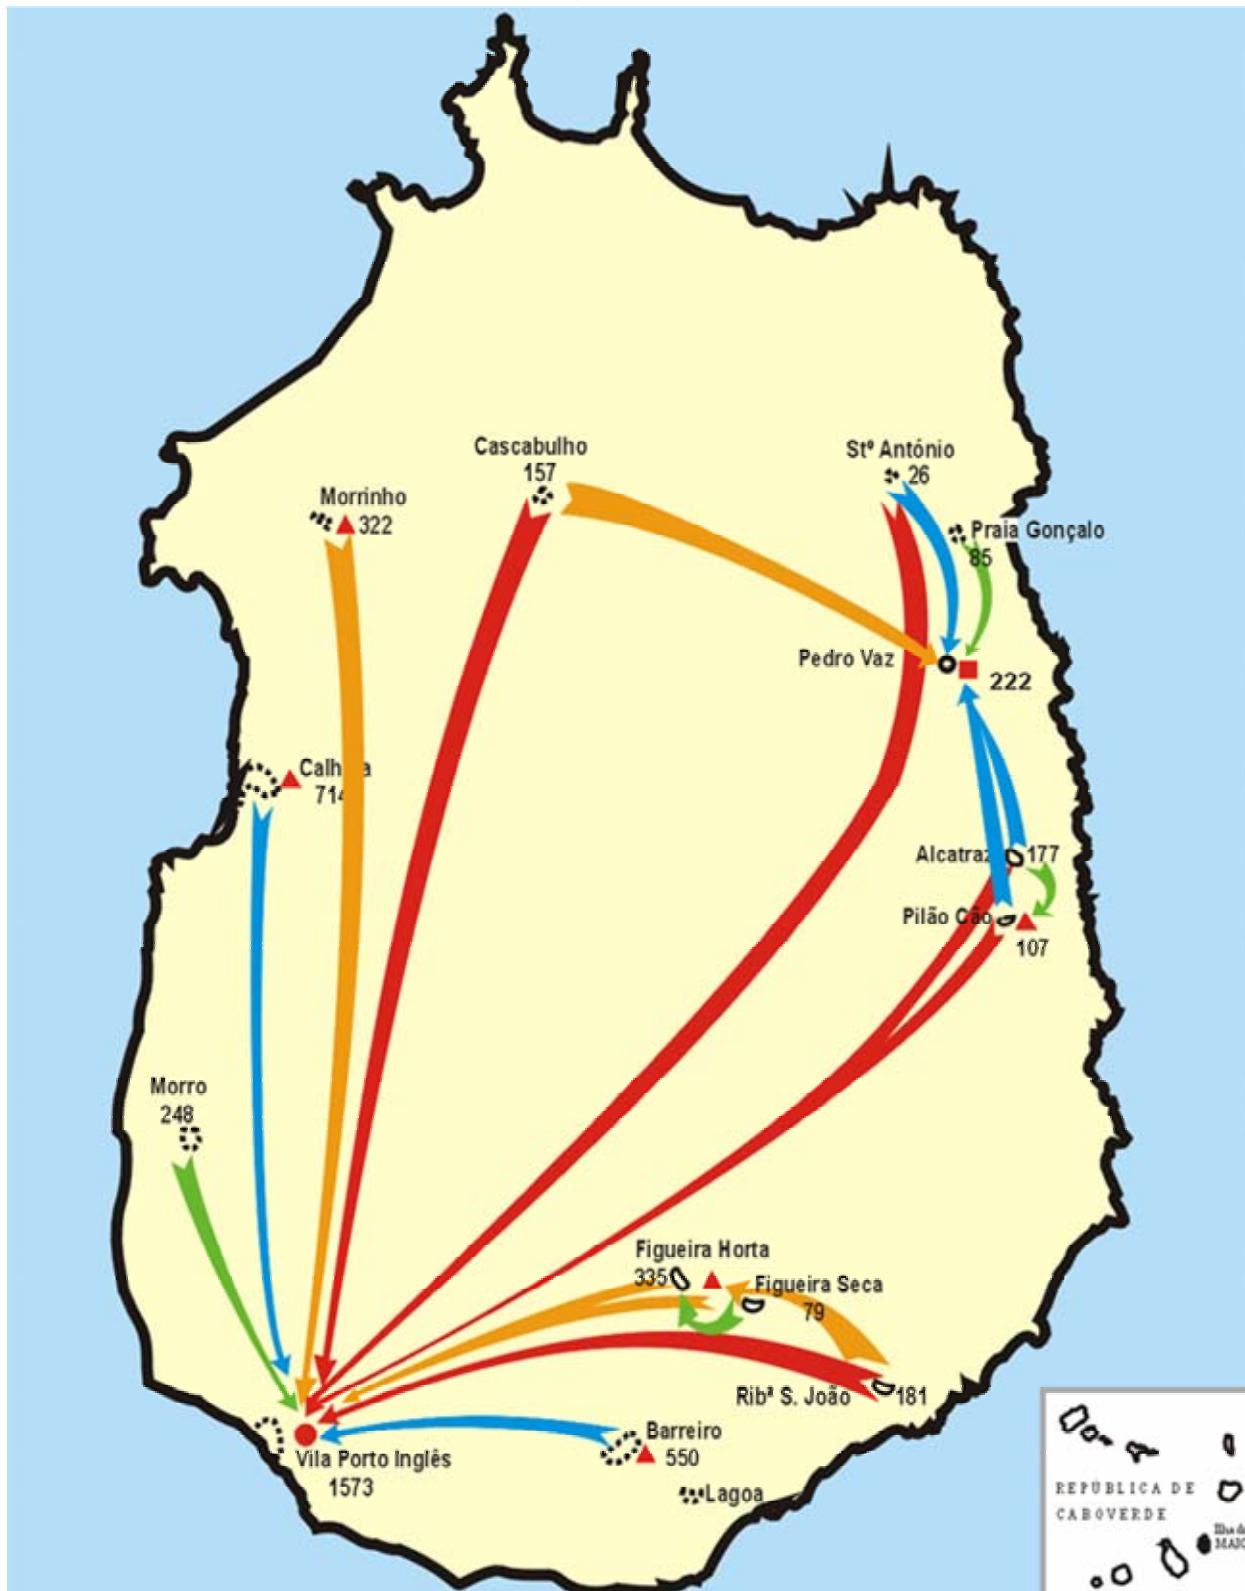 Cascabulho
157
Stº António
26
Morrinho
322
Praia Gonçalo
85
Pedro Vaz
222
714
Alcatraz
177
Pilão Cão
107
Morro
248
Figueira Horta
335
Figueira Seca
79
Ribª S. João
181
Barreiro
550
Vila Porto Inglês
1573
Lagoa
REPÚBLICA DE
CABOVERDE